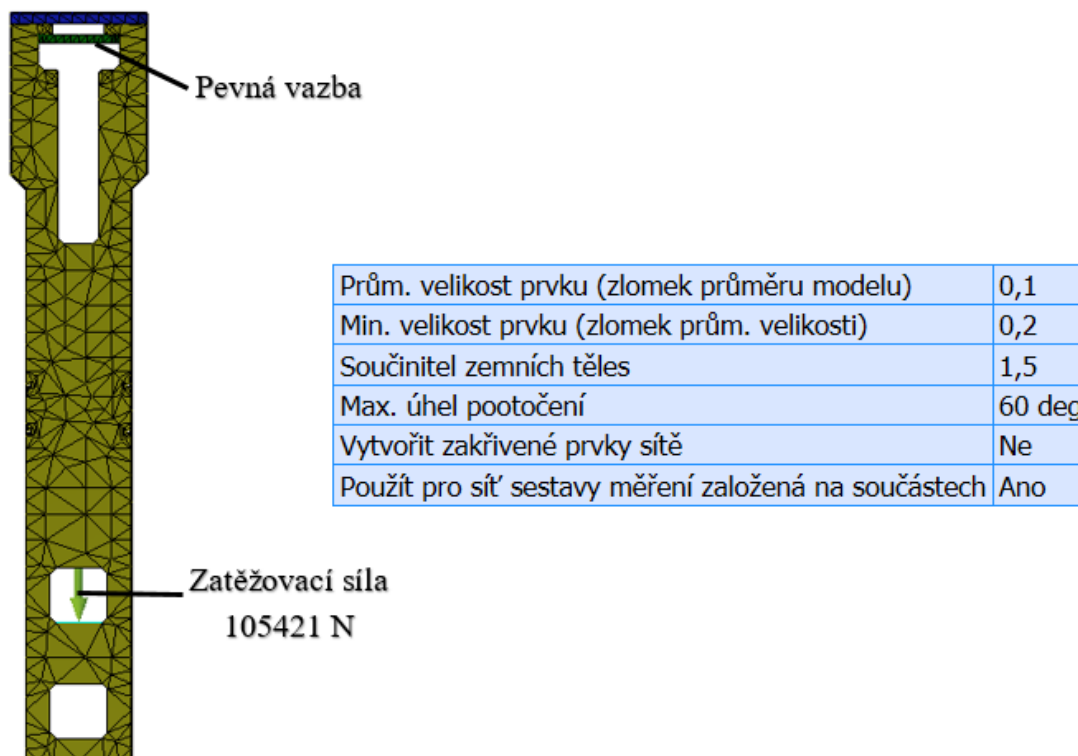 Pevná vazba
Prům. velikost prvku (zlomek průměru modelu) 0,1
Min. velikost prvku (zlomek prům. velikosti) 0,2
Součinitel zemních těles 1,5
Max. úhel pootočení 60 deg
Vytvořit zakřivené prvky sítě Ne
Použít pro síť sestavy měření založená na součástech Ano
Zatěžovací síla
105421 N